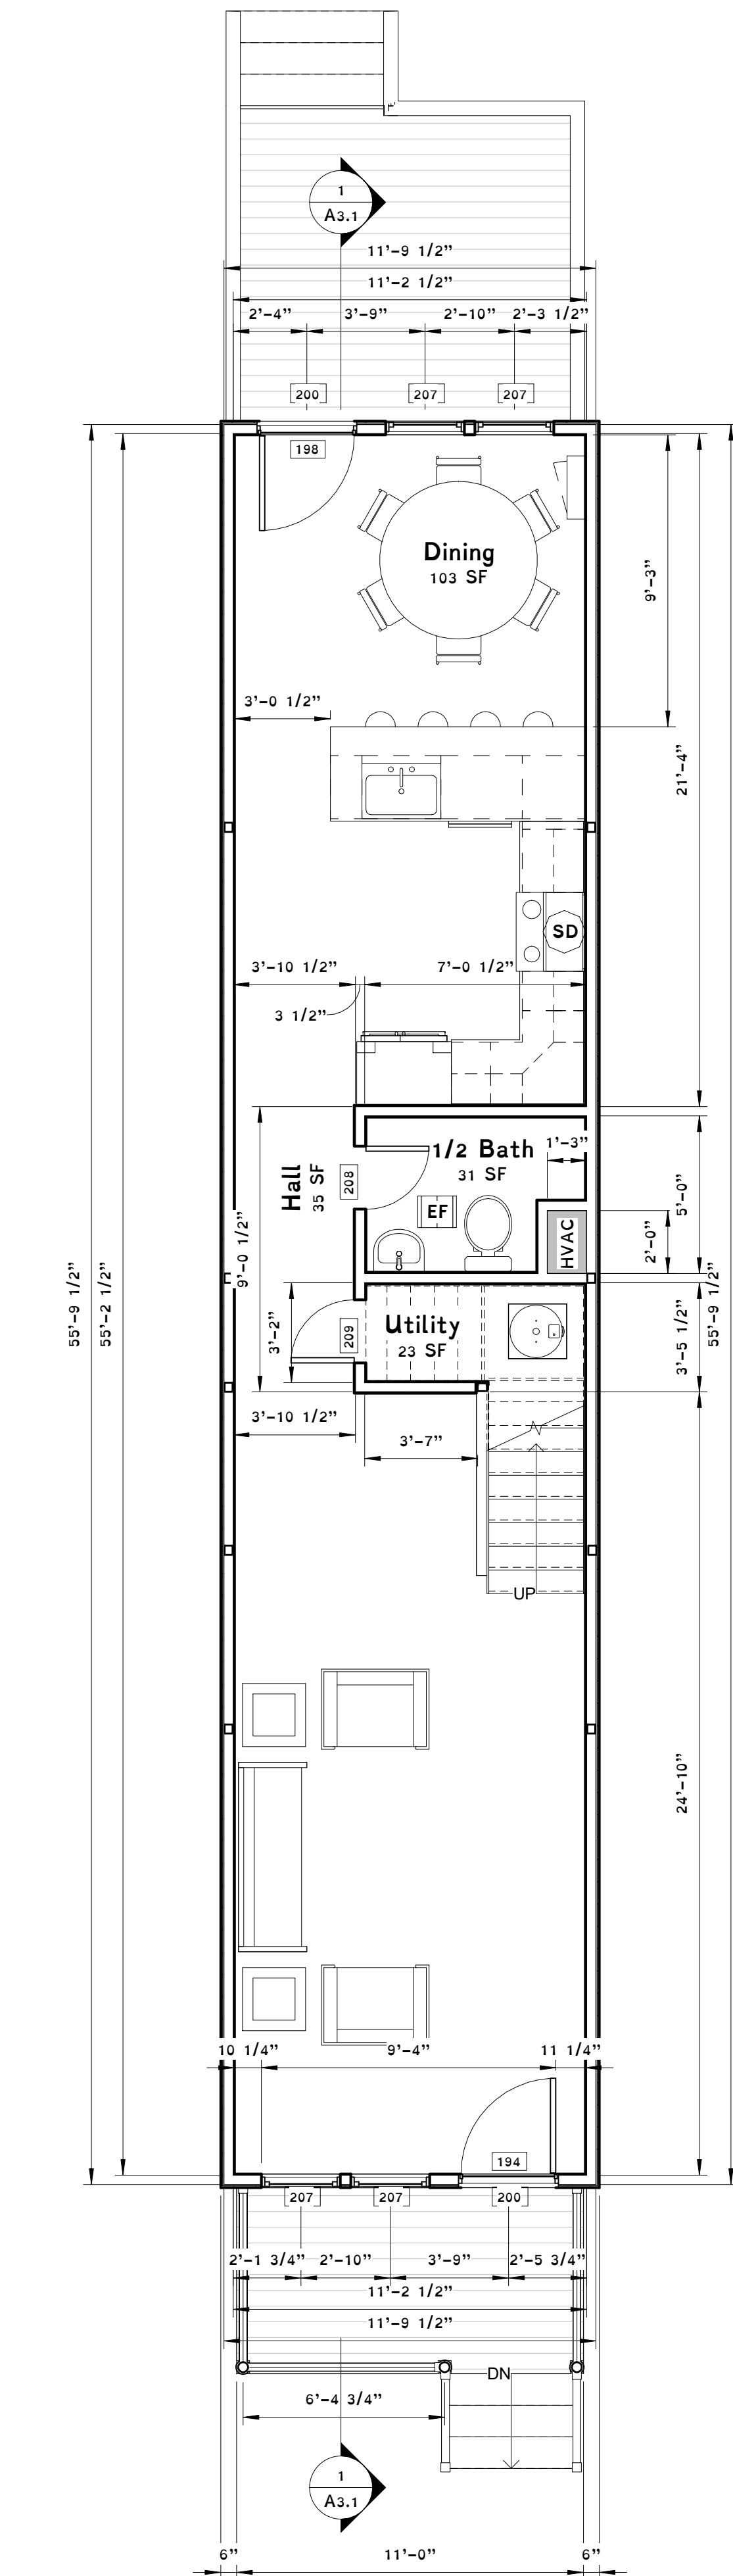 1
A3.1
11'-9 1/2"
11'-2 1/2"
2'-4" 3'-9" 2'-10" 2'-3 1/2"
200 207 207
198
Dining
103 SF
9'-3"
3'-0 1/2"
21'-4"
SD
3'-10 1/2" 7'-0 1/2"
3 1/2"
1/2 Bath
31 SF
1'-3"
Hall
35 SF
208
EF
HVAC
2'-0"
5'-0"
9'-0 1/2"
55'-9 1/2"
55'-2 1/2"
55'-9 1/2"
3'-2"
209
Utility
23 SF
3'-5 1/2"
3'-10 1/2"
3'-7"
UP
24'-10"
10 1/4" 9'-4" 11 1/4"
194
207 207 200
2'-1 3/4" 2'-10" 3'-9" 2'-5 3/4"
11'-2 1/2"
11'-9 1/2"
DN
6'-4 3/4"
1
A3.1
6" 11'-0" 6"